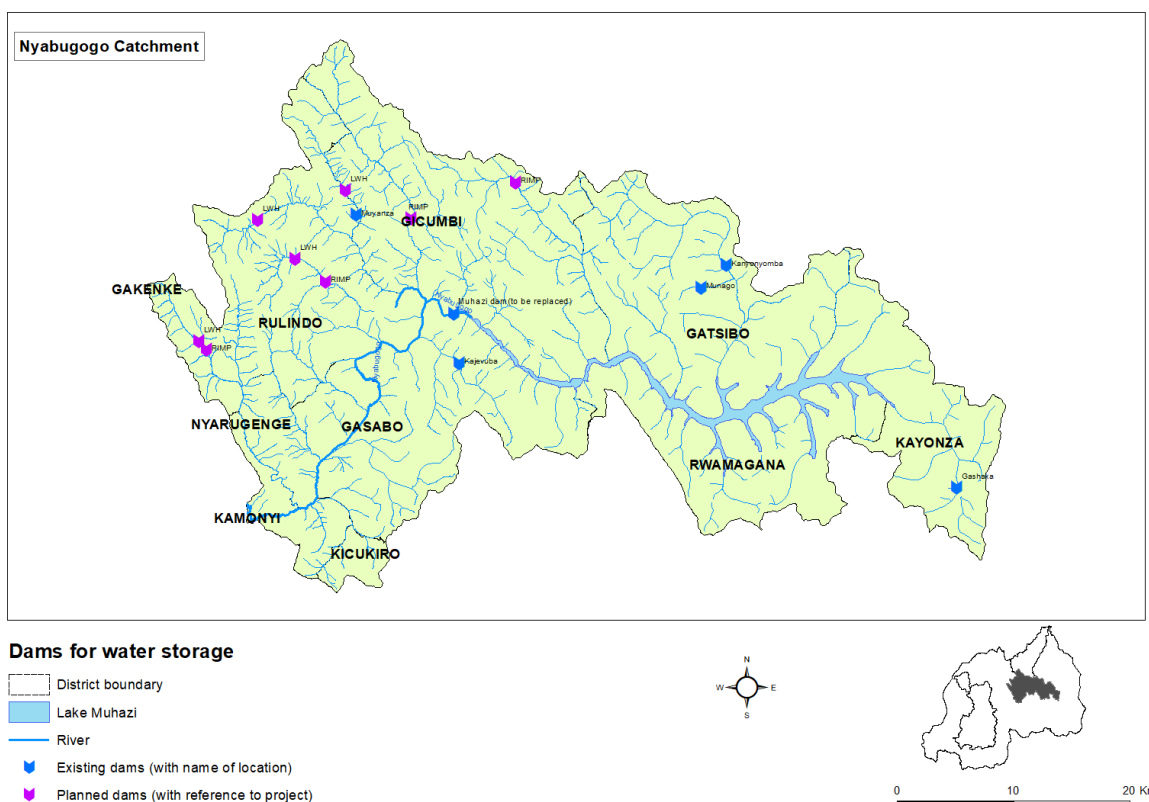 Nyabugogo Catchment
LWH
RIMP
LWH
RIMP
Muyanza
GICUMBI
LWH
Kanyonyomba
RIMP
Munago
GAKENKE
Muhazi dam(to be replaced)
RULINDO
GATSIBO
LWH
RIMP
Kajevuba
NYARUGENGE
GASABO
KAYONZA
RWAMAGANA
Gashaka
KAMONYI
KICUKIRO
Dams for water storage
District boundary
Lake Muhazi
River
Existing dams (with name of location)
Planned dams (with reference to project)
N
W
E
S
0 10 20